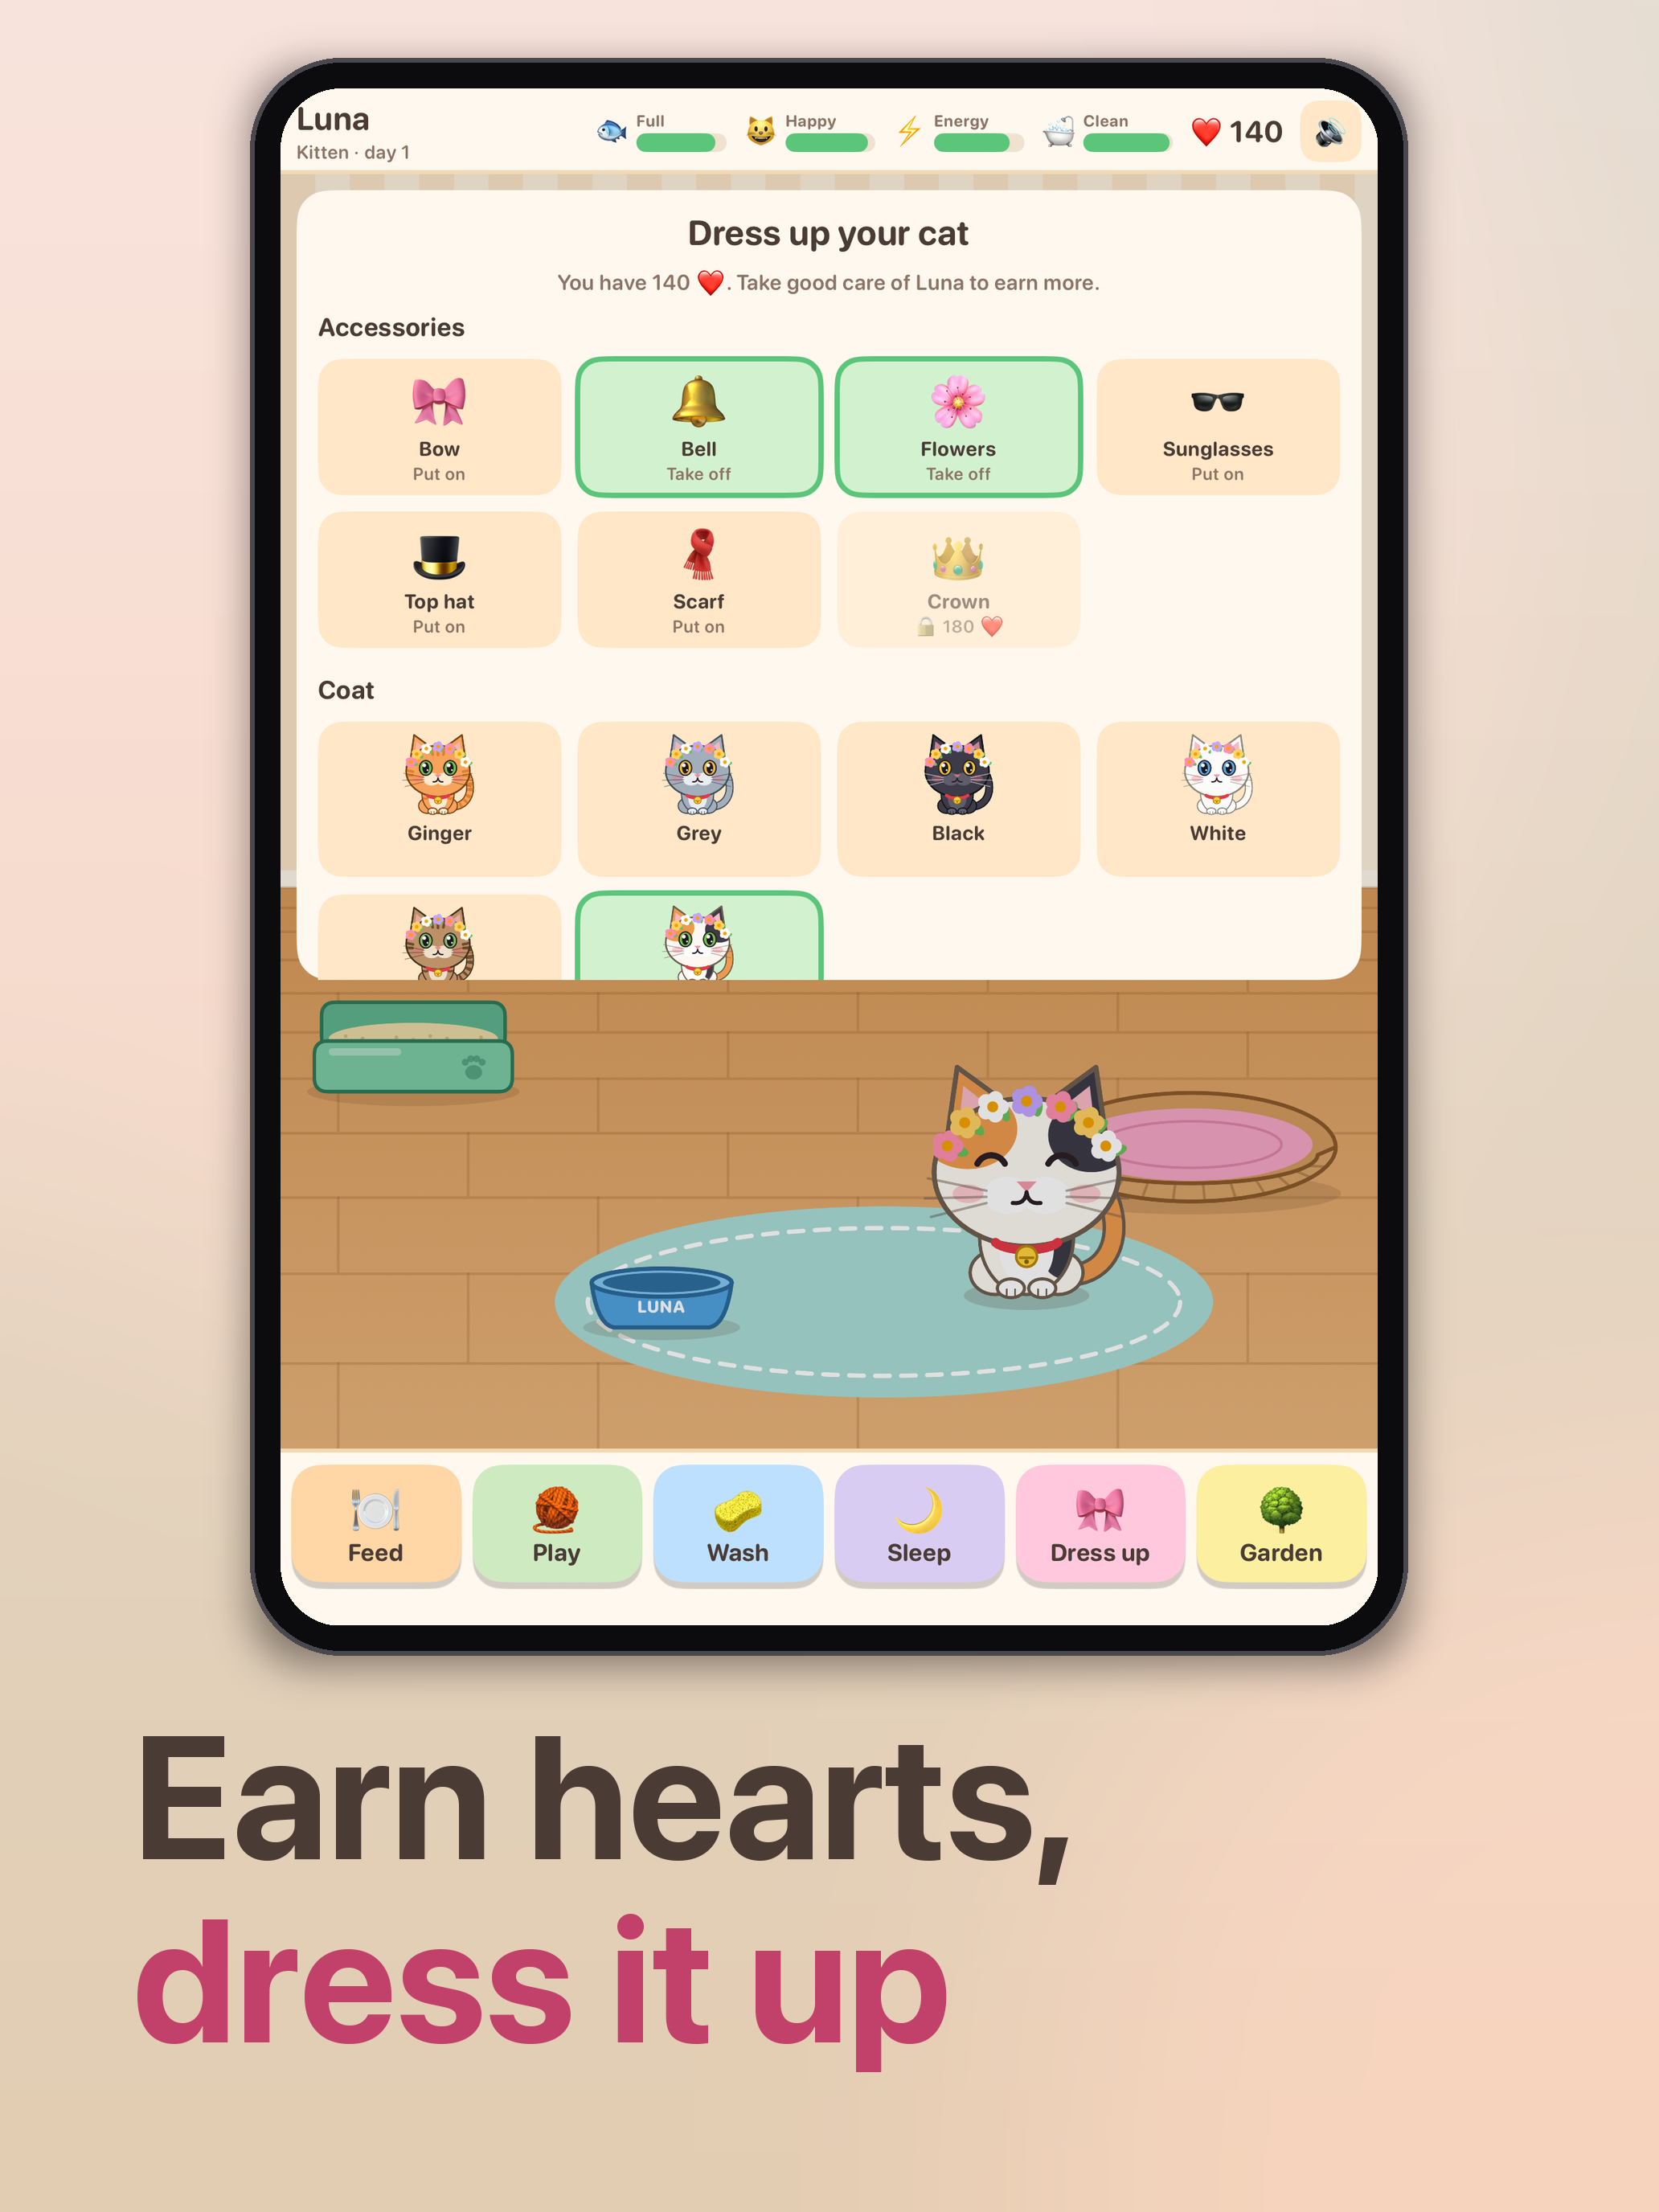 Luna
Kitten · day 1
Full
Happy
Energy
Clean
140
Dress up your cat
You have 140 ❤️. Take good care of Luna to earn more.
Accessories
Bow
Put on
Bell
Take off
Flowers
Take off
Sunglasses
Put on
Top hat
Put on
Scarf
Put on
Crown
180
Coat
Ginger
Grey
Black
White
LUNA
Feed
Play
Wash
Sleep
Dress up
Garden
Earn hearts,
dress it up